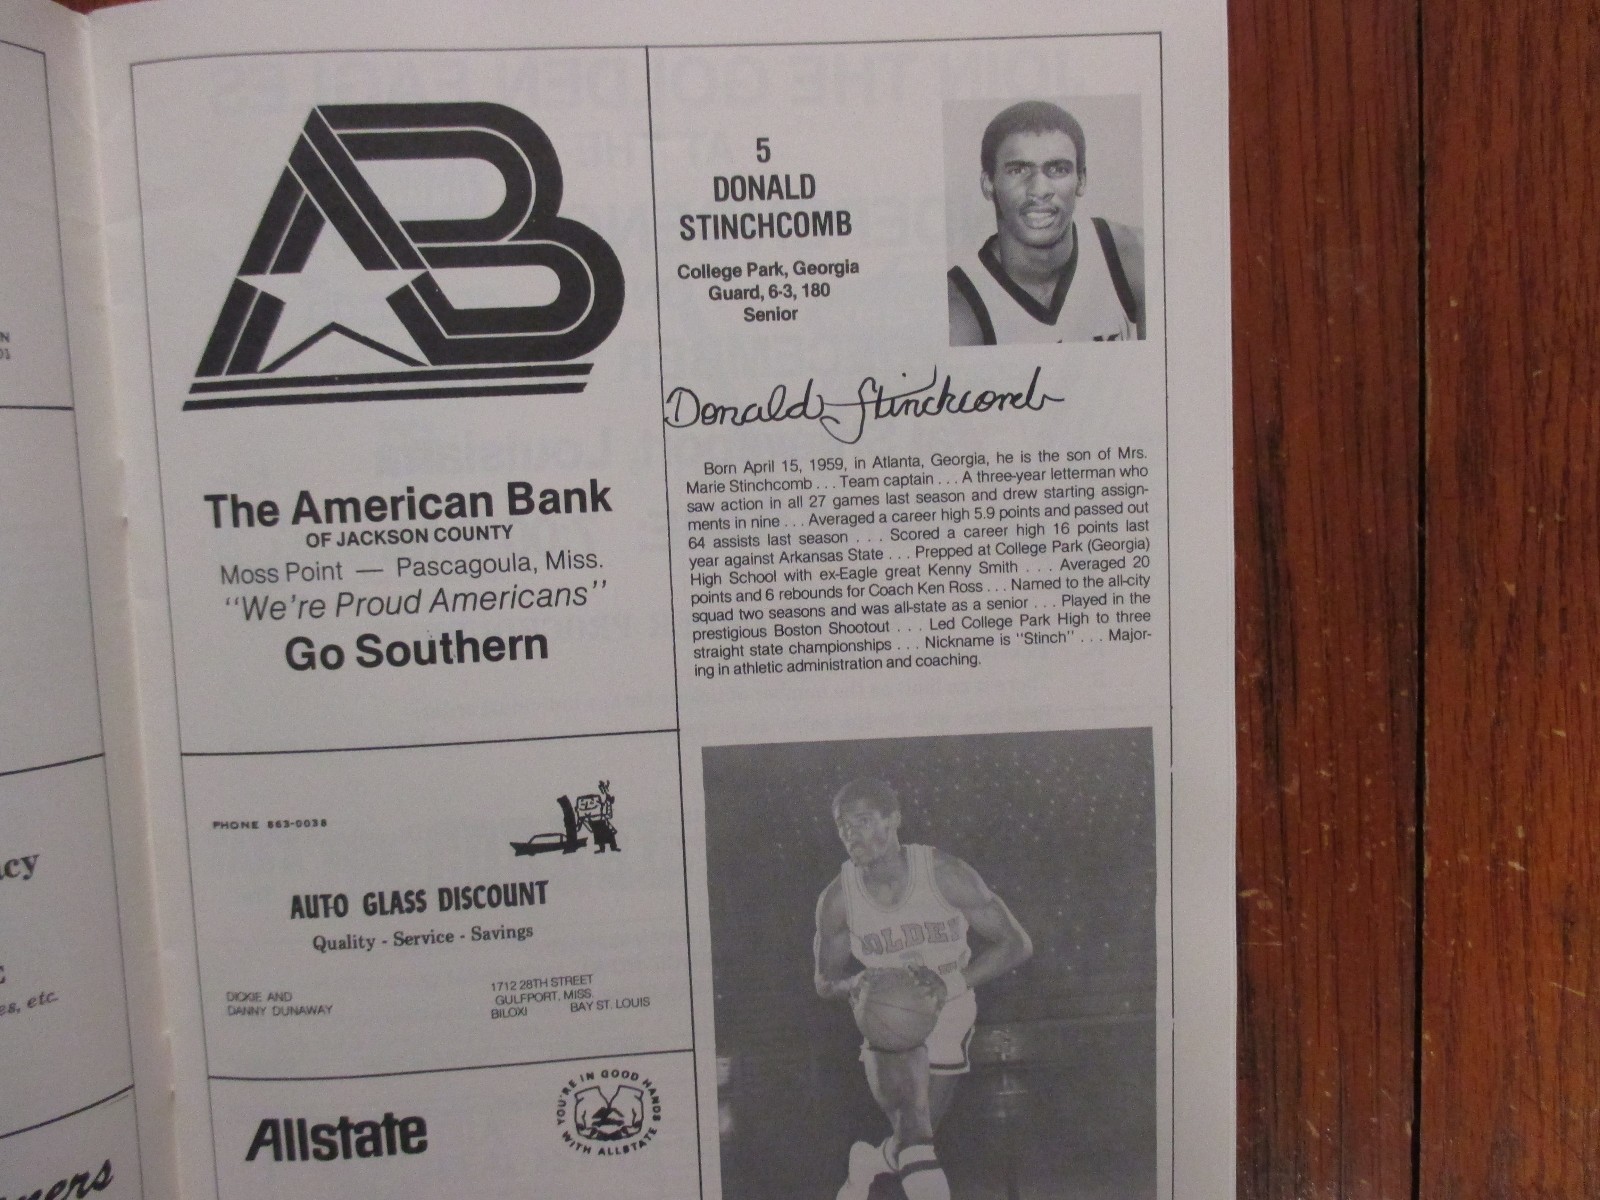 AB
The American Bank
OF JACKSON COUNTY
Moss Point — Pascagoula, Miss.
"We're Proud Americans"
Go Southern
PHONE 863-0038
AUTO GLASS DISCOUNT
Quality - Service - Savings
DICKIE AND
DANNY DUNAWAY
1712 28TH STREET
GULFPORT, MISS.
BILOXI BAY ST. LOUIS
Allstate
YOU'RE IN GOOD HANDS
WITH ALLSTATE
5
DONALD
STINCHCOMB
College Park, Georgia
Guard, 6-3, 180
Senior
Donald Stinchcomb
Born April 15, 1959, in Atlanta, Georgia, he is the son of Mrs.
Marie Stinchcomb . . . Team captain . . . A three-year letterman who
saw action in all 27 games last season and drew starting assign-
ments in nine . . . Averaged a career high 5.9 points and passed out
64 assists last season . . . Scored a career high 16 points last
year against Arkansas State . . . Prepped at College Park (Georgia)
High School with ex-Eagle great Kenny Smith . . . Averaged 20
points and 6 rebounds for Coach Ken Ross . . . Named to the all-city
squad two seasons and was all-state as a senior . . . Played in the
prestigious Boston Shootout . . . Led College Park High to three
straight state championships . . . Nickname is "Stinch" . . . Major-
ing in athletic administration and coaching.
OLDEN